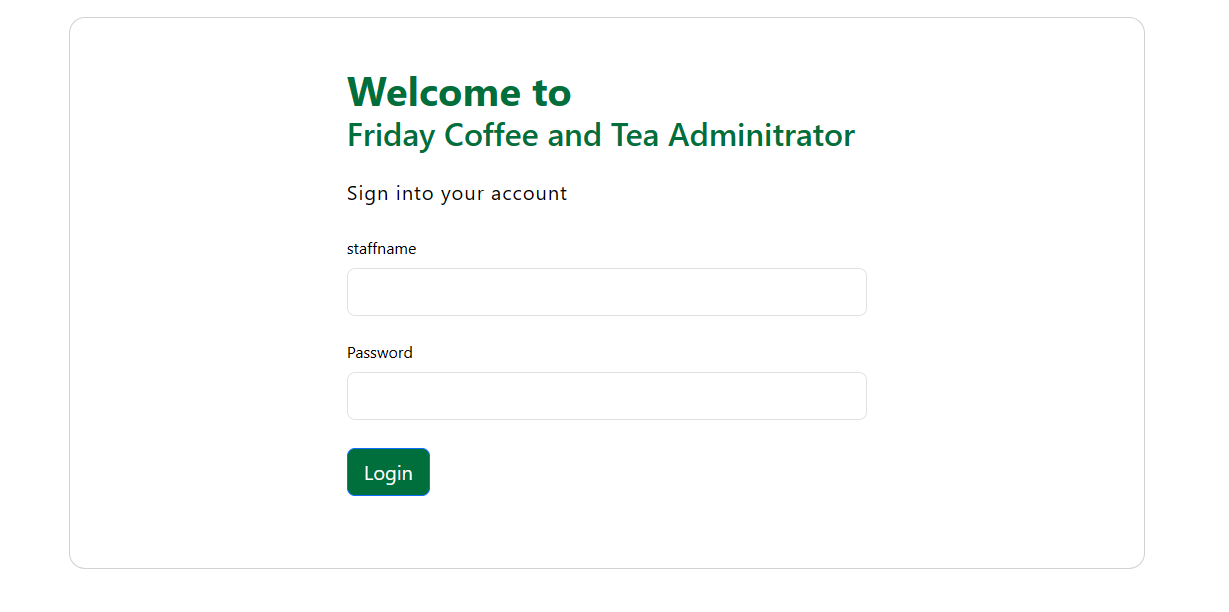 Welcome to
Friday Coffee and Tea Adminitrator
Sign into your account
staffname
Password
Login